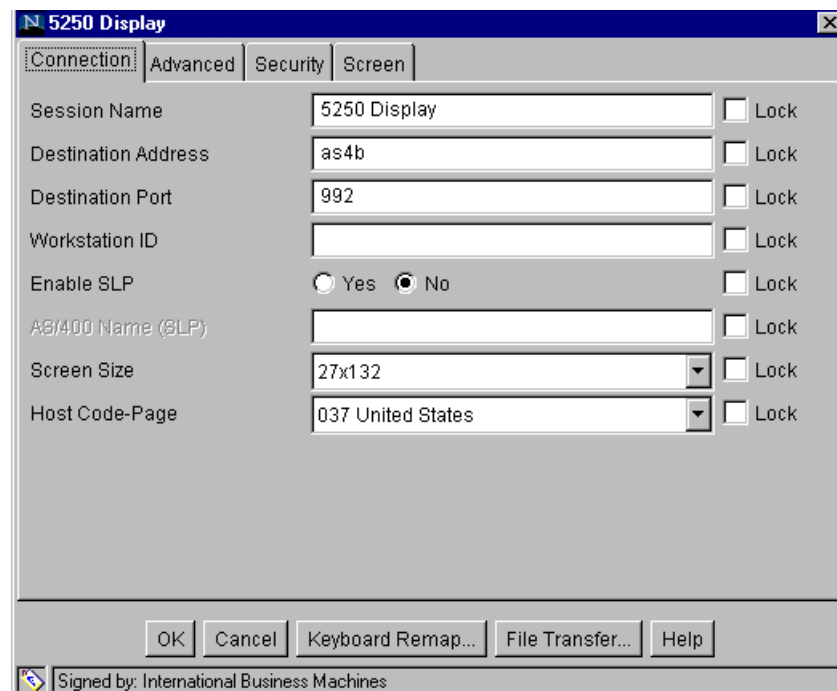 N 5250 Display
Connection Advanced Security Screen
Session Name 5250 Display Lock
Destination Address as4b Lock
Destination Port 992 Lock
Workstation ID Lock
Enable SLP Yes No Lock
AS/400 Name (SLP) Lock
Screen Size 27x132 Lock
Host Code-Page 037 United States Lock
OK Cancel Keyboard Remap... File Transfer... Help
Signed by: International Business Machines